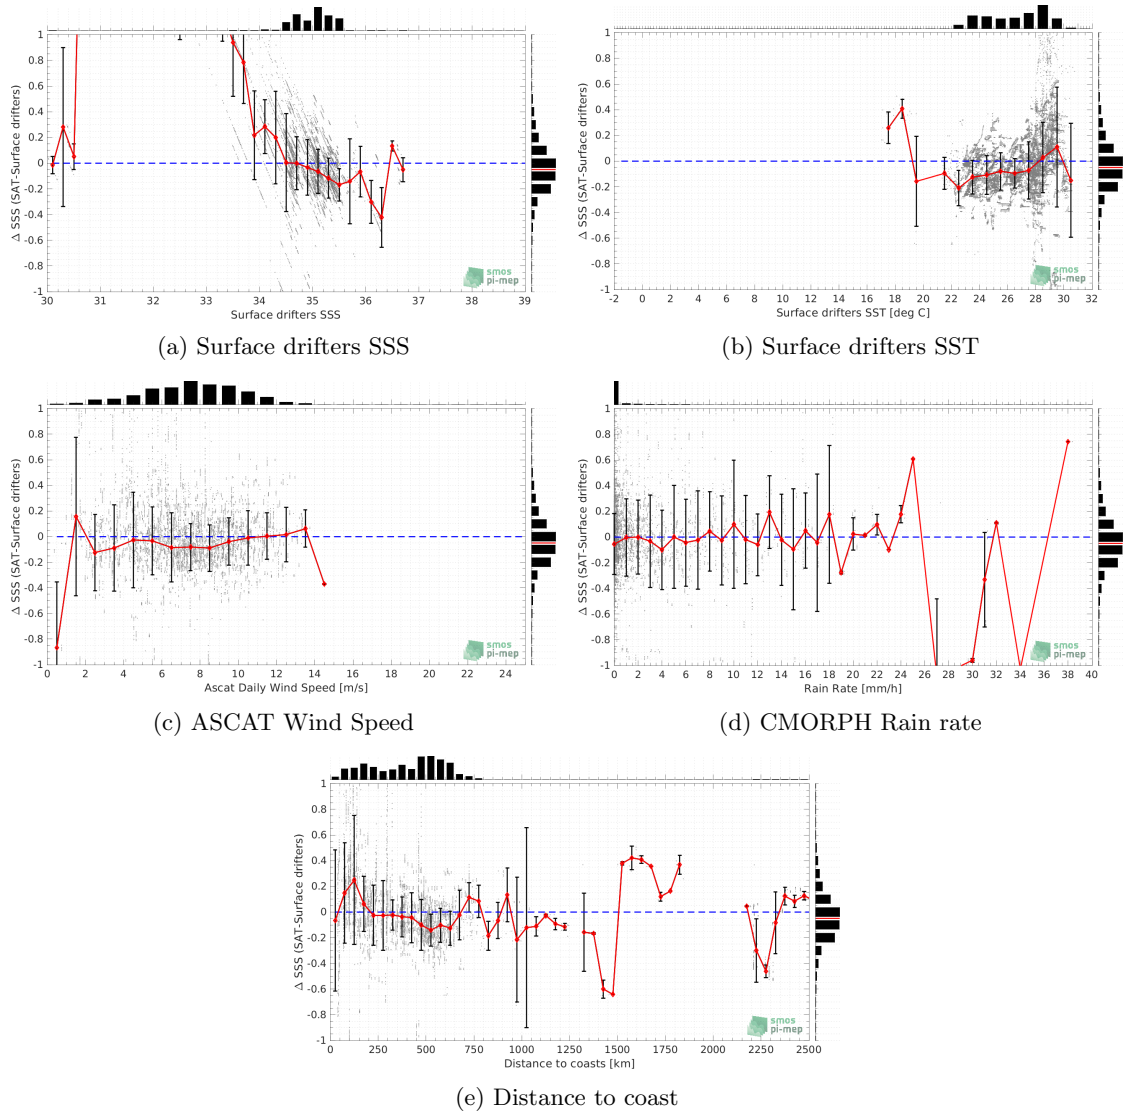 Δ SSS (SAT-Surface drifters)
1
0.8
0.6
0.4
0.2
0
-0.2
-0.4
-0.6
-0.8
-1
30 31 32 33 34 35 36 37 38 39
Surface drifters SSS
smos
pi-mep
(a) Surface drifters SSS
Δ SSS (SAT-Surface drifters)
1
0.8
0.6
0.4
0.2
0
-0.2
-0.4
-0.6
-0.8
-1
-2 0 2 4 6 8 10 12 14 16 18 20 22 24 26 28 30 32
Surface drifters SST [deg C]
smos
pi-mep
(b) Surface drifters SST
Δ SSS (SAT-Surface drifters)
1
0.8
0.6
0.4
0.2
0
-0.2
-0.4
-0.6
-0.8
-1
0 2 4 6 8 10 12 14 16 18 20 22 24
Ascat Daily Wind Speed [m/s]
smos
pi-mep
(c) ASCAT Wind Speed
Δ SSS (SAT-Surface drifters)
1
0.8
0.6
0.4
0.2
0
-0.2
-0.4
-0.6
-0.8
-1
0 2 4 6 8 10 12 14 16 18 20 22 24 26 28 30 32 34 36 38 40
Rain Rate [mm/h]
smos
pi-mep
(d) CMORPH Rain rate
Δ SSS (SAT-Surface drifters)
1
0.8
0.6
0.4
0.2
0
-0.2
-0.4
-0.6
-0.8
-1
0 250 500 750 1000 1250 1500 1750 2000 2250 2500
Distance to coasts [km]
smos
pi-mep
(e) Distance to coast